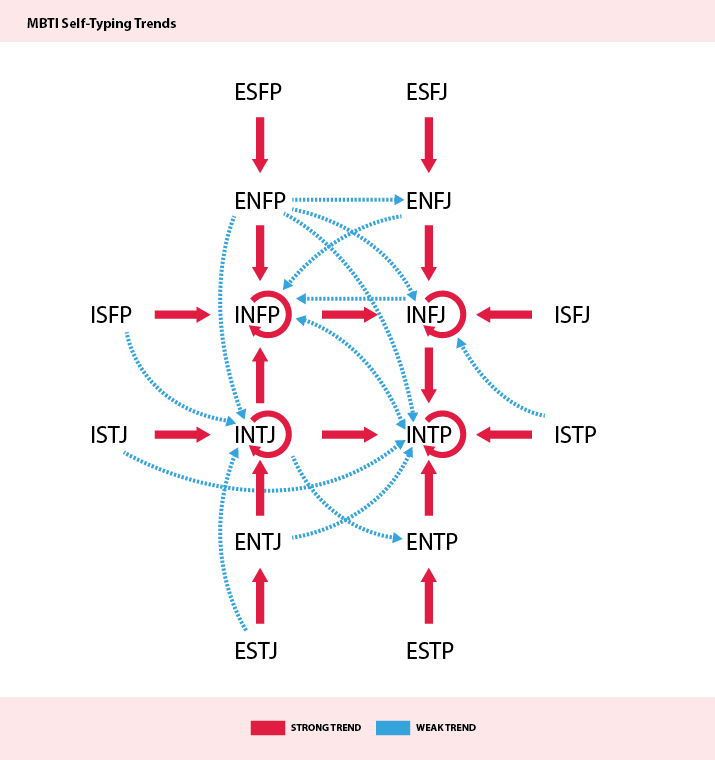 MBTI Self-Typing Trends
ESFP ESFJ
ENFP ENFJ
ISFP INFP INFJ ISFJ
ISTJ INTJ INTP ISTP
ENTJ ENTP
ESTJ ESTP
STRONG TREND WEAK TREND